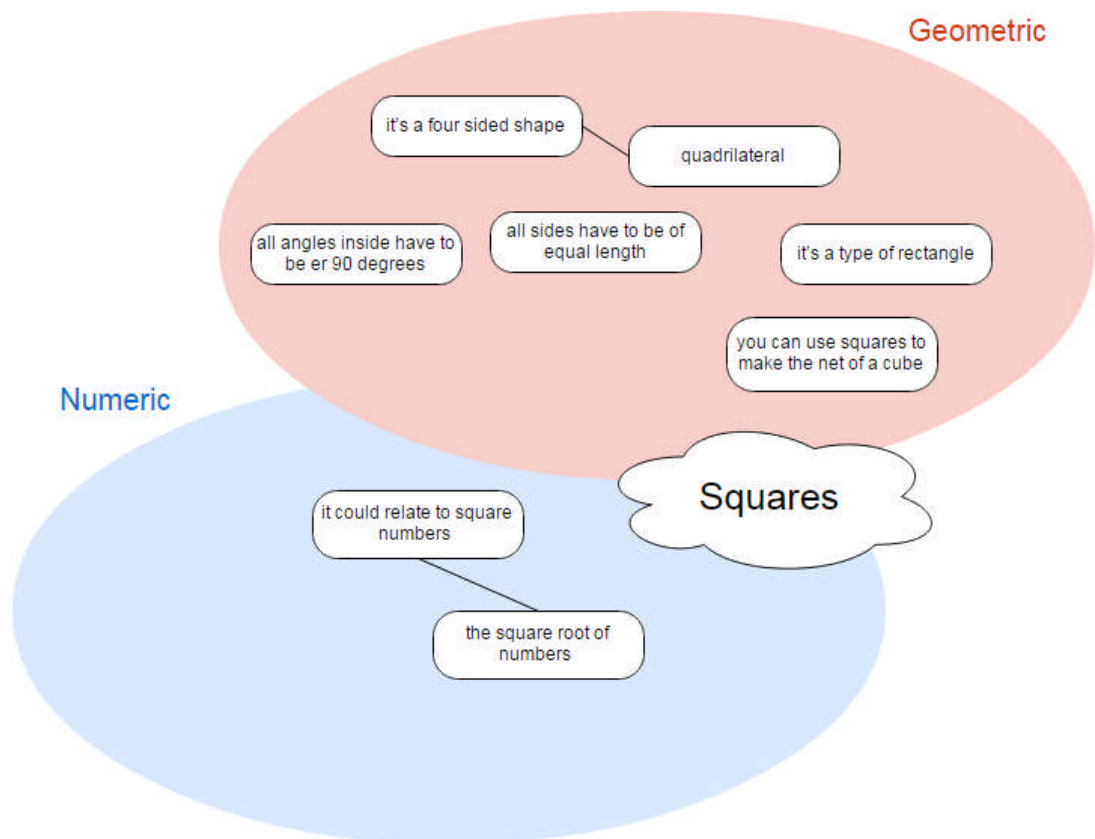 Geometric
it's a four sided shape
quadrilateral
all angles inside have to
be er 90 degrees
all sides have to be of
equal length
it's a type of rectangle
you can use squares to
make the net of a cube
Numeric
Squares
it could relate to square
numbers
the square root of
numbers